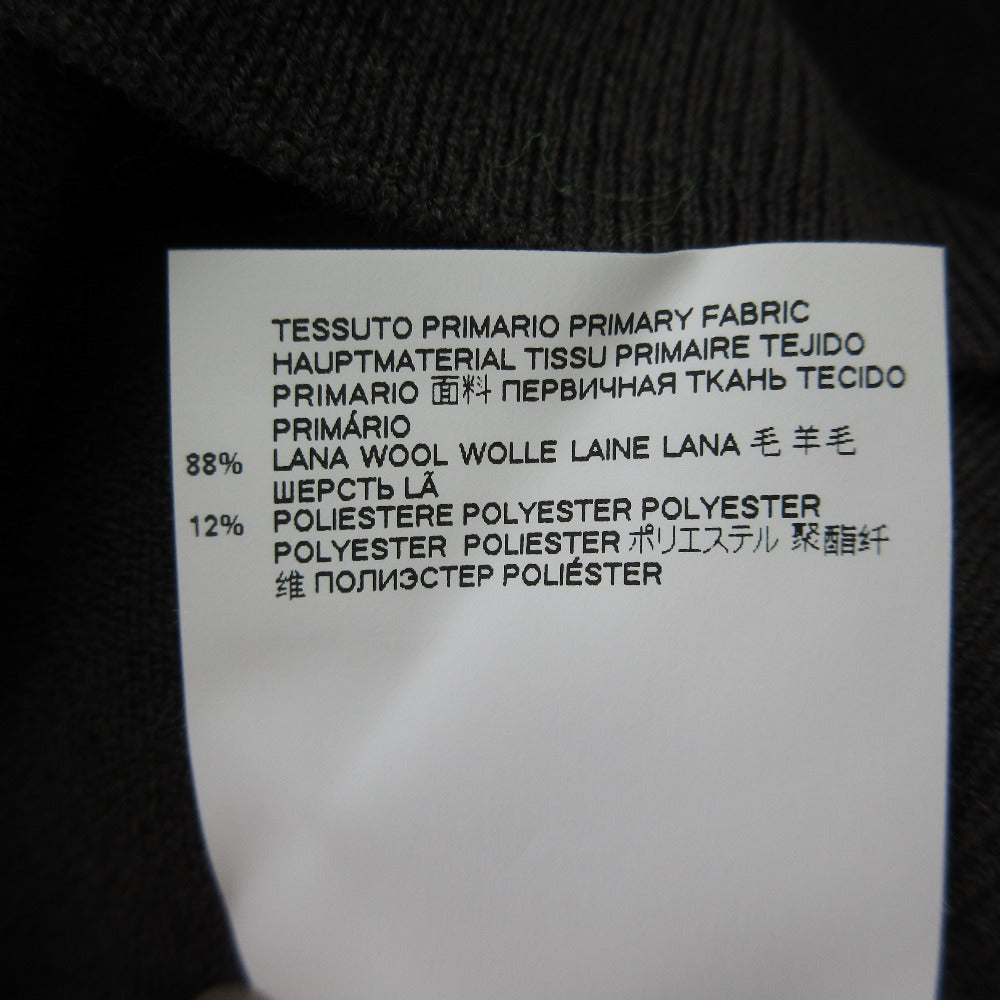 TESSUTO PRIMARIO PRIMARY FABRIC
HAUPTMATERIAL TISSU PRIMAIRE TEJIDO
PRIMARIO 面料 ПЕРВИЧНАЯ ТКАНЬ TECIDO
PRIMÁRIO
88% LANA WOOL WOLLE LAINE LANA 毛 羊毛
ШЕРСТЬ LÃ
12% POLIESTERE POLYESTER POLYESTER
POLYESTER POLIESTER ポリエステル 聚酯纤
维 ПОЛИЭСТЕР POLIÉSTER